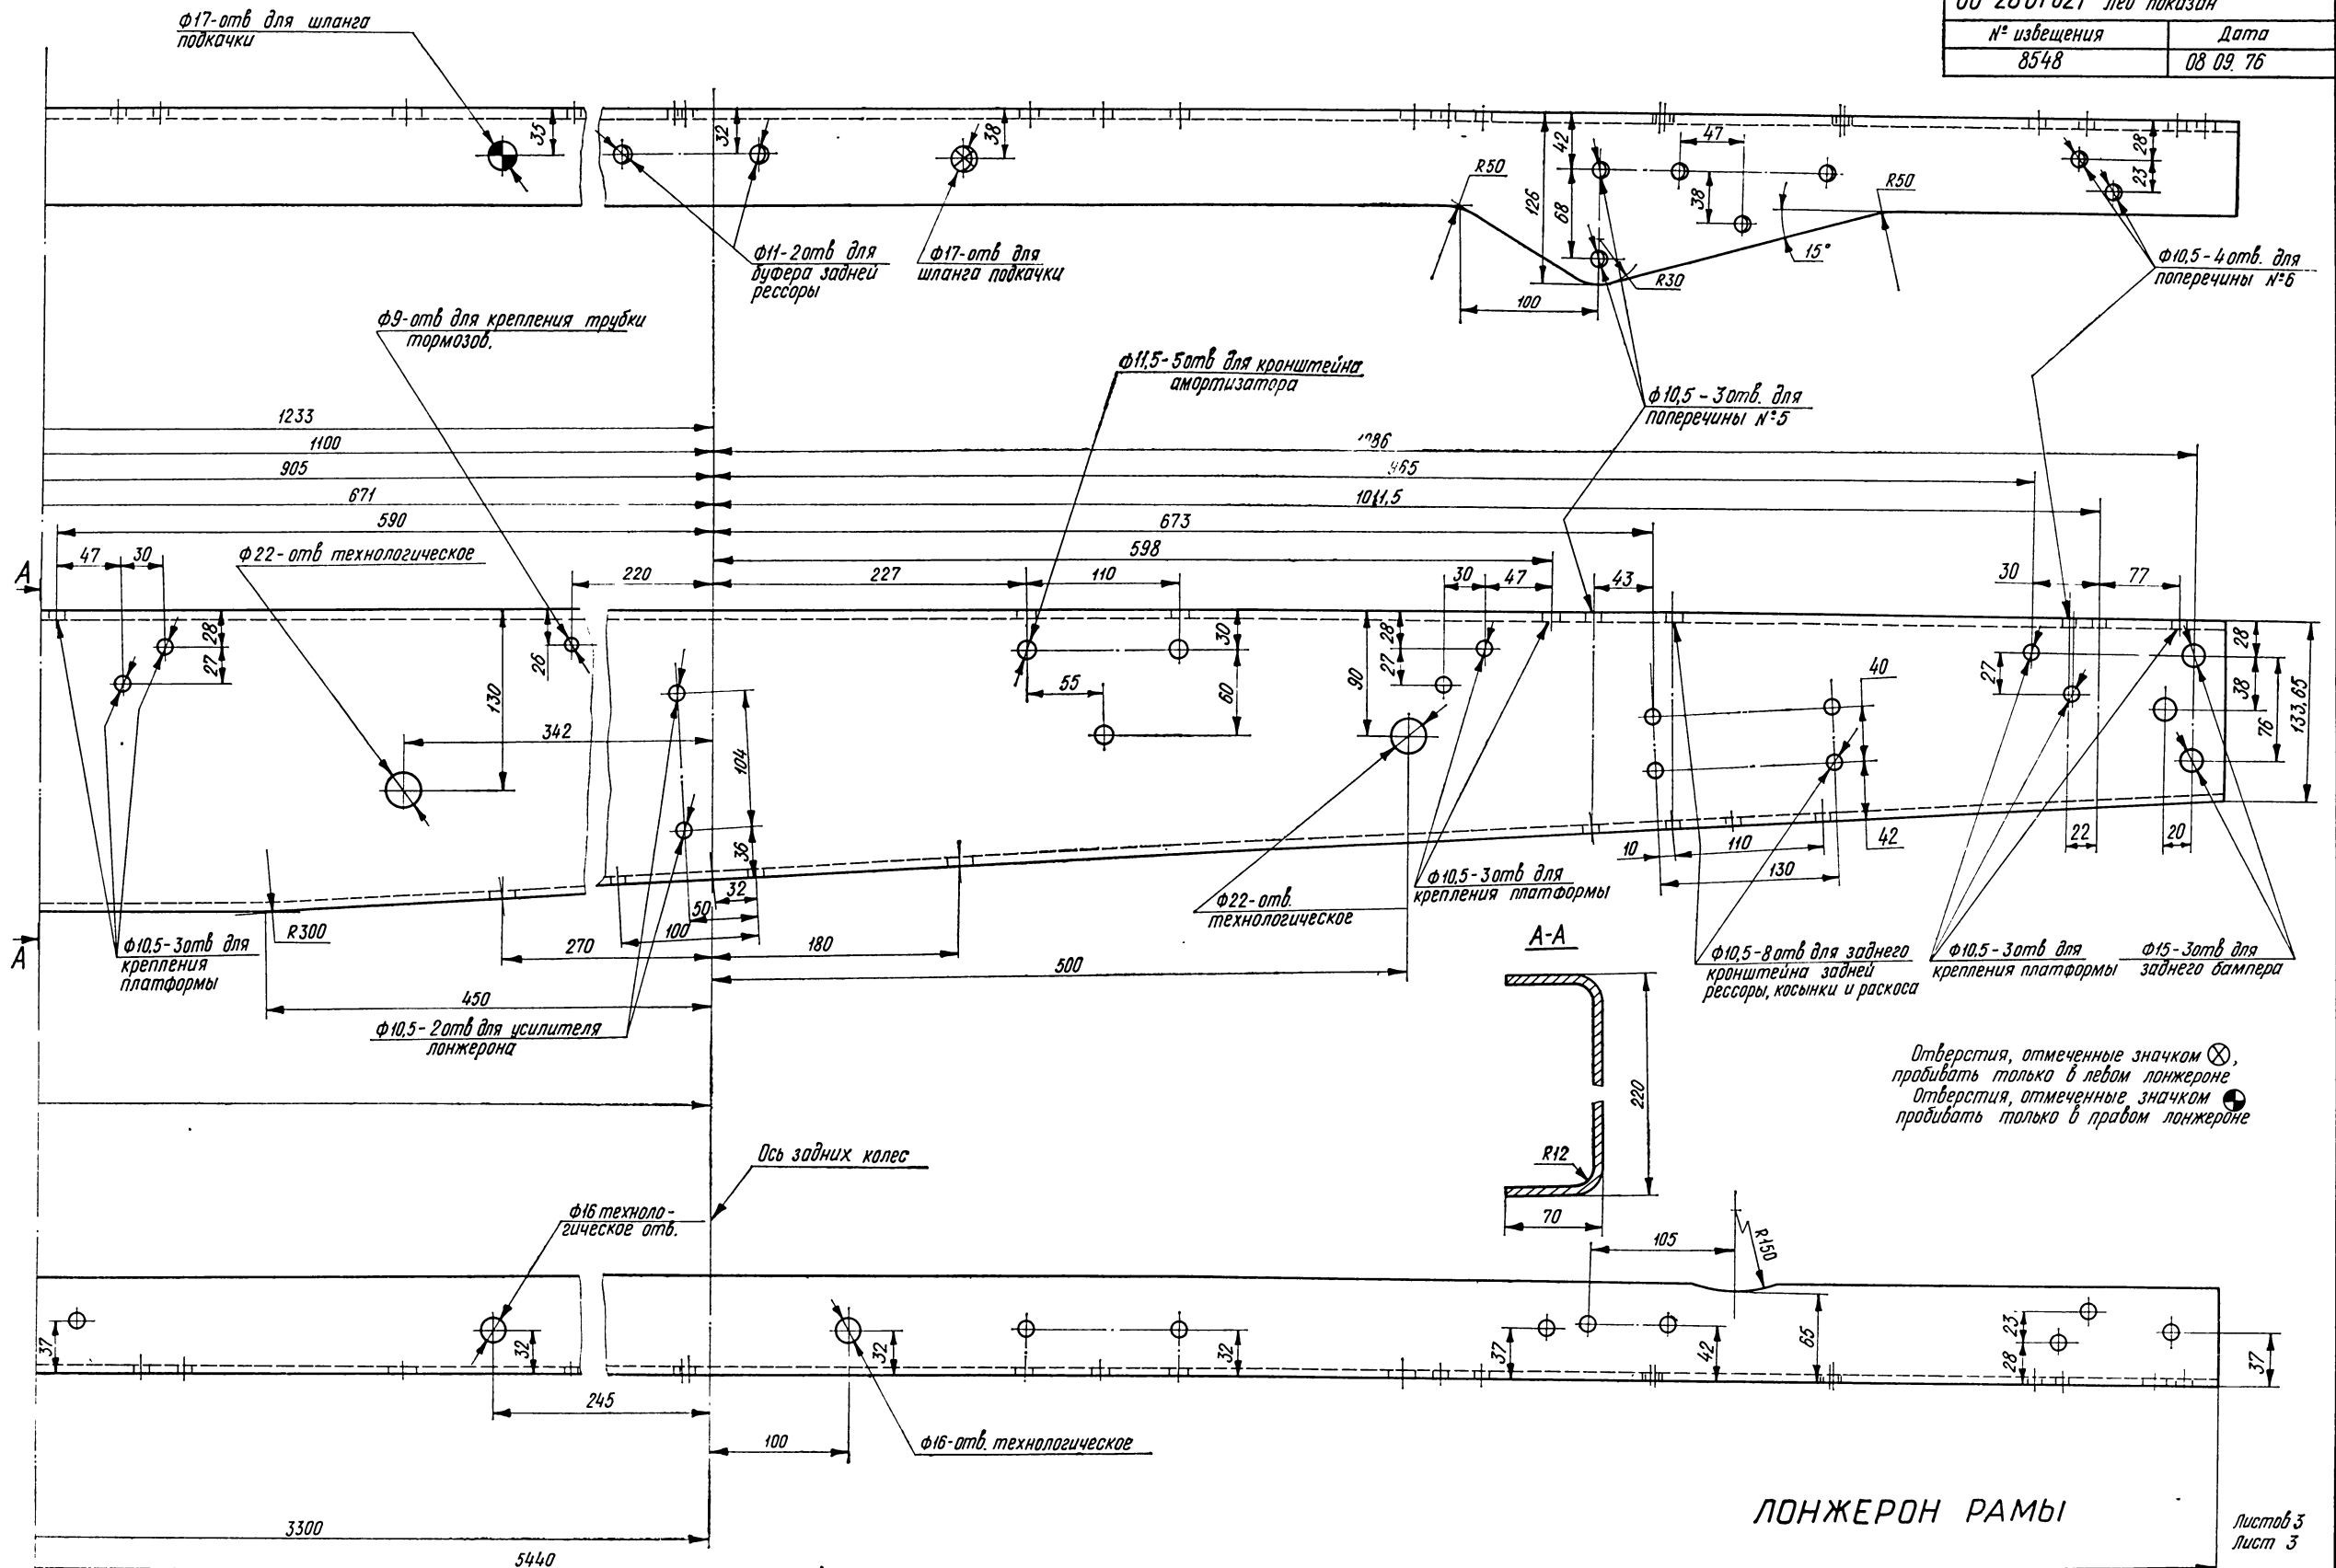 Лев показан
№ извещения
Дата
8548
08 09. 76
ф17-отв для шланга
подкачки
35
32
38
126
42
68
47
38
28
23
R50
R50
R30
15°
100
ф11-2отв для
буфера задней
рессоры
ф17-отв для
шланга подкачки
ф10,5-4отв. для
поперечины №6
ф9-отв для крепления трубки
тормозов.
ф11,5-5отв для кронштейна
амортизатора
ф10,5-3отв. для
поперечины №5
1233
1100
905
671
590
1011,5
673
598
47
30
ф22-отв технологическое
220
227
110
30
47
43
30
77
А
28
27
130
26
342
104
36
55
30
60
90
28
27
40
42
27
28
38
76
133,65
10
110
130
22
20
32
50
100
180
270
450
500
R300
А
ф10,5-3отв для
крепления
платформы
ф10,5-2отв для усилителя
лонжерона
ф22-отв.
технологическое
ф10,5-3отв для
крепления платформы
ф10,5-8отв для заднего
кронштейна задней
рессоры, косынки и раскоса
ф10,5-3отв для
крепления платформы
ф15-3отв для
заднего бампера
А-А
220
R12
70
Отверстия, отмеченные значком ,
пробивать только в левом лонжероне
Отверстия, отмеченные значком
пробивать только в правом лонжероне
Ось задних колес
ф16 техноло-
гическое отв.
105
R150
37
32
32
32
37
42
65
23
28
37
245
100
ф16-отв. технологическое
3300
5440
ЛОНЖЕРОН РАМЫ
Листов 3
Лист 3